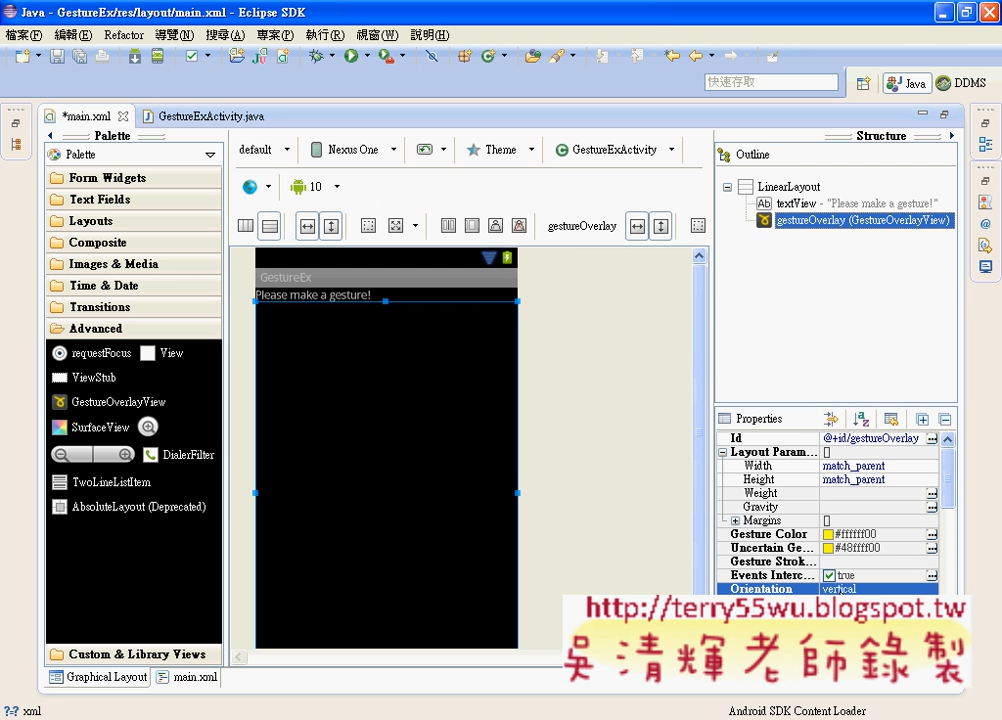 Java - GestureEx/res/layout/main.xml - Eclipse SDK
檔案(F) 編輯(E) Refactor 導覽(N) 搜尋(A) 專案(P) 執行(R) 視窗(W) 說明(H)
快速存取
Java
DDMS
*main.xml
GestureExActivity.java
Palette
Structure
Palette
default
Nexus One
Theme
GestureExActivity
Outline
Form Widgets
Text Fields
Layouts
Composite
Images & Media
Time & Date
Transitions
Advanced
requestFocus
View
ViewStub
GestureOverlayView
SurfaceView
DialerFilter
TwoLineListItem
AbsoluteLayout (Deprecated)
Custom & Library Views
10
gestureOverlay
GestureEx
Please make a gesture!
LinearLayout
Ab textView - "Please make a gesture!"
gestureOverlay (GestureOverlayView)
Properties
Id @+id/gestureOverlay
Layout Param... []
Width match_parent
Height match_parent
Weight
Gravity
Margins []
Gesture Color #ffffff00
Uncertain Ge... #48ffff00
Gesture Strok...
Events Interc... true
Orientation vertical
http://terry55wu.blogspot.tw
吳清輝老師錄製
Graphical Layout
main.xml
xml
Android SDK Content Loader